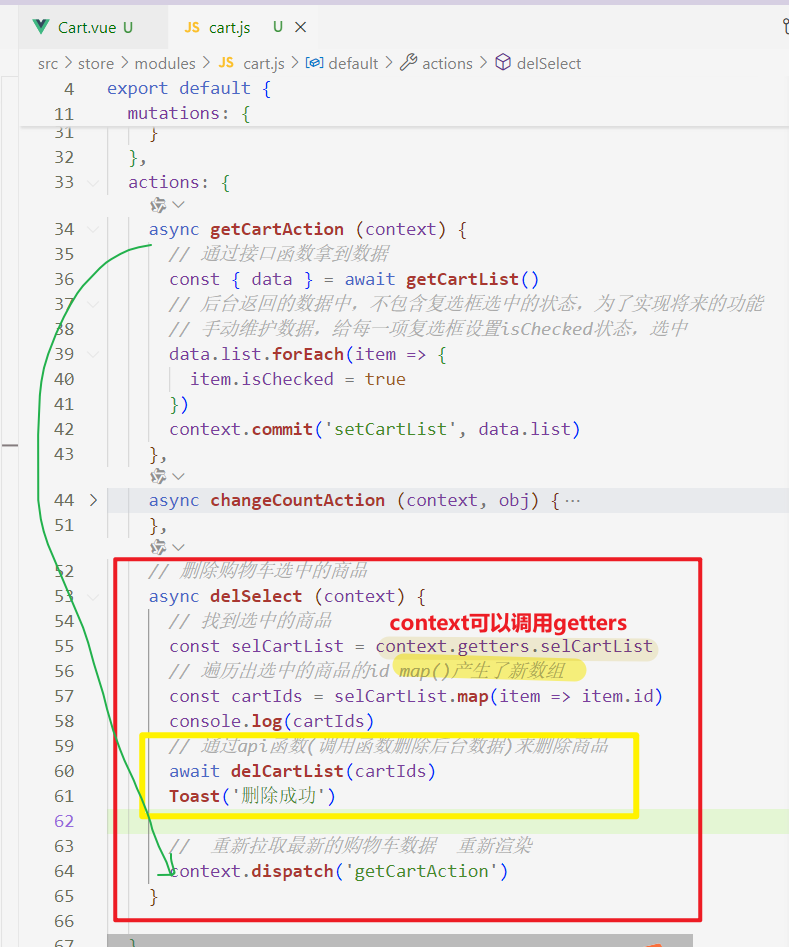 Cart.vue U JS cart.js U
src > store > modules > JS cart.js > default > actions > delSelect
4 export default {
11 mutations: {
31 }
32 },
33 actions: {
34 async getCartAction (context) {
35 // 通过接口函数拿到数据
36 const { data } = await getCartList()
37 // 后台返回的数据中，不包含复选框选中的状态，为了实现将来的功能
38 // 手动维护数据，给每一项复选框设置isChecked状态，选中
39 data.list.forEach(item => {
40 item.isChecked = true
41 })
42 context.commit('setCartList', data.list)
43 },
44 async changeCountAction (context, obj) { ···
51 },
52 // 删除购物车选中的商品
53 async delSelect (context) {
54 // 找到选中的商品
context可以调用getters
55 const selCartList = context.getters.selCartList
56 // 遍历出选中的商品的id map()产生了新数组
57 const cartIds = selCartList.map(item => item.id)
58 console.log(cartIds)
59 // 通过api函数(调用函数删除后台数据)来删除商品
60 await delCartList(cartIds)
61 Toast('删除成功')
62
63 // 重新拉取最新的购物车数据 重新渲染
64 context.dispatch('getCartAction')
65 }
66
67 }